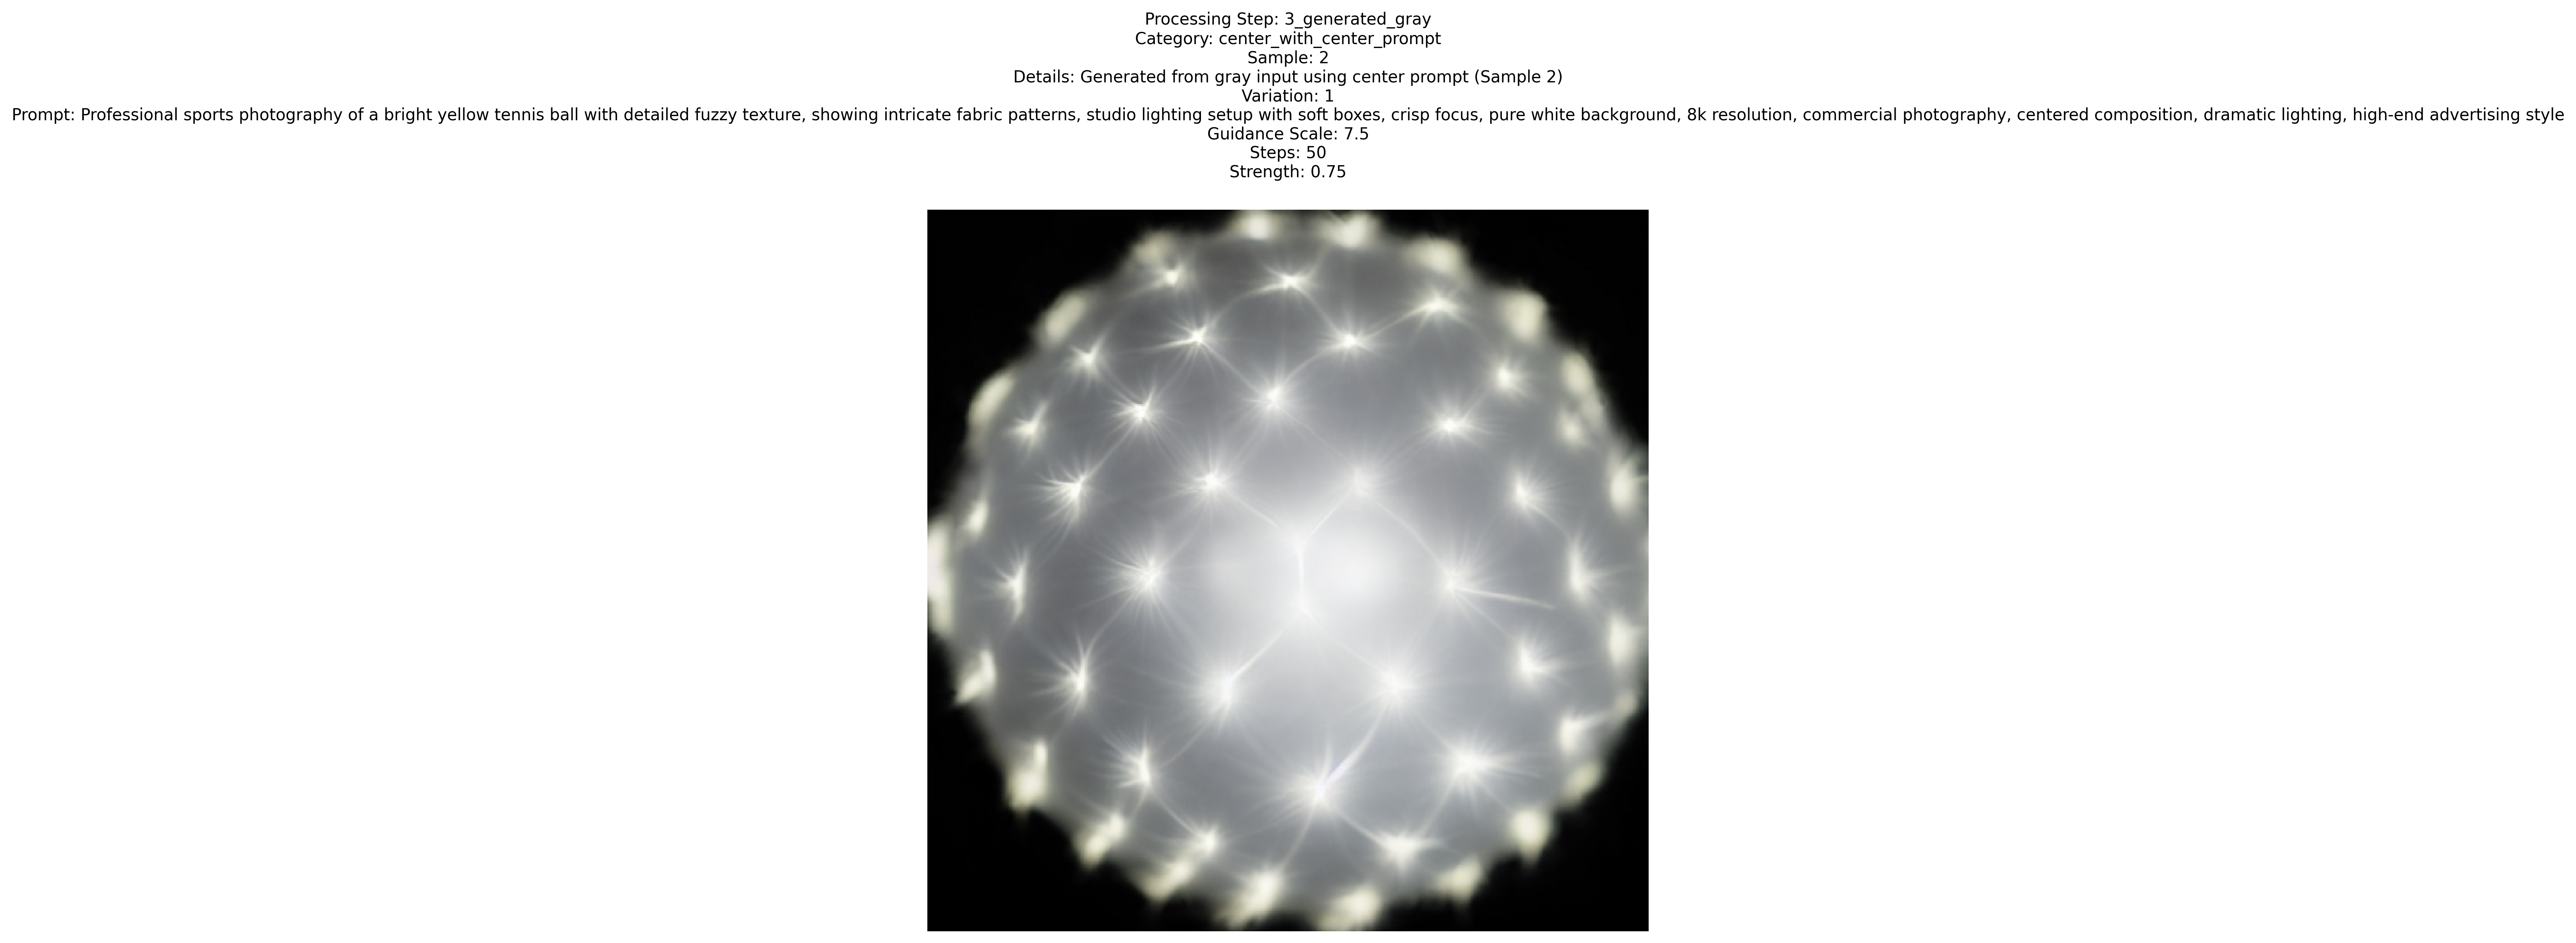 Processing Step: 3_generated_gray
Category: center_with_center_prompt
Sample: 2
Details: Generated from gray input using center prompt (Sample 2)
Variation: 1
Prompt: Professional sports photography of a bright yellow tennis ball with detailed fuzzy texture, showing intricate fabric patterns, studio lighting setup with soft boxes, crisp focus, pure white background, 8k resolution, commercial photography, centered composition, dramatic lighting, high-end advertising style
Guidance Scale: 7.5
Steps: 50
Strength: 0.75